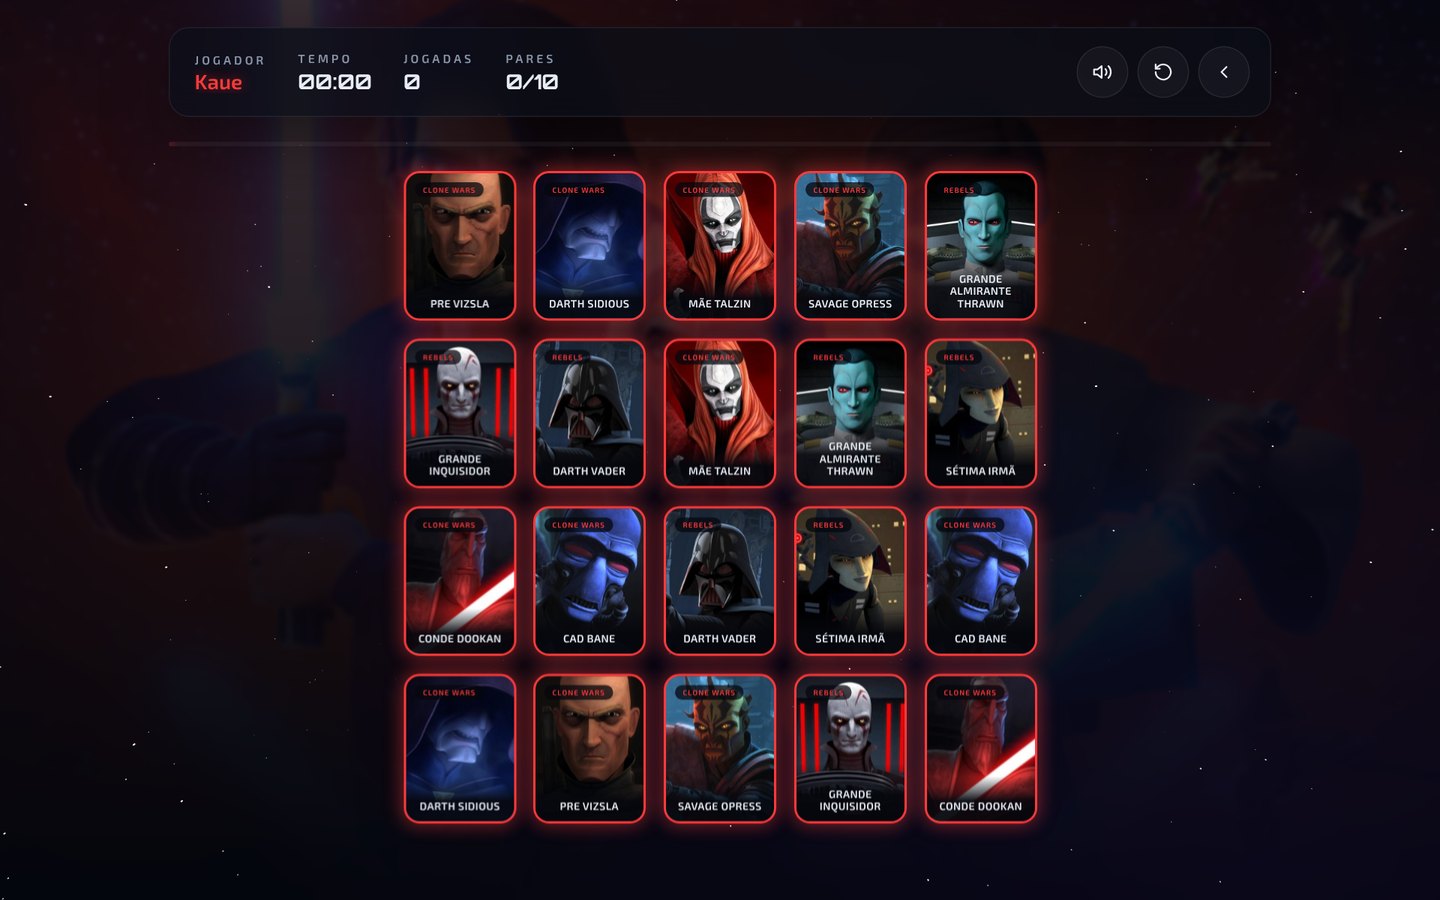 JOGADOR
Kaue
TEMPO
00:00
JOGADAS
0
PARES
0/10
CLONE WARS
PRE VIZSLA
CLONE WARS
DARTH SIDIOUS
CLONE WARS
MÃE TALZIN
CLONE WARS
SAVAGE OPRESS
REBELS
GRANDE
ALMIRANTE
THRAWN
REBELS
GRANDE
INQUISIDOR
REBELS
DARTH VADER
CLONE WARS
MÃE TALZIN
REBELS
GRANDE
ALMIRANTE
THRAWN
REBELS
SÉTIMA IRMÃ
CLONE WARS
CONDE DOOKAN
CLONE WARS
CAD BANE
REBELS
DARTH VADER
REBELS
SÉTIMA IRMÃ
CLONE WARS
CAD BANE
CLONE WARS
DARTH SIDIOUS
CLONE WARS
PRE VIZSLA
CLONE WARS
SAVAGE OPRESS
REBELS
GRANDE
INQUISIDOR
CLONE WARS
CONDE DOOKAN